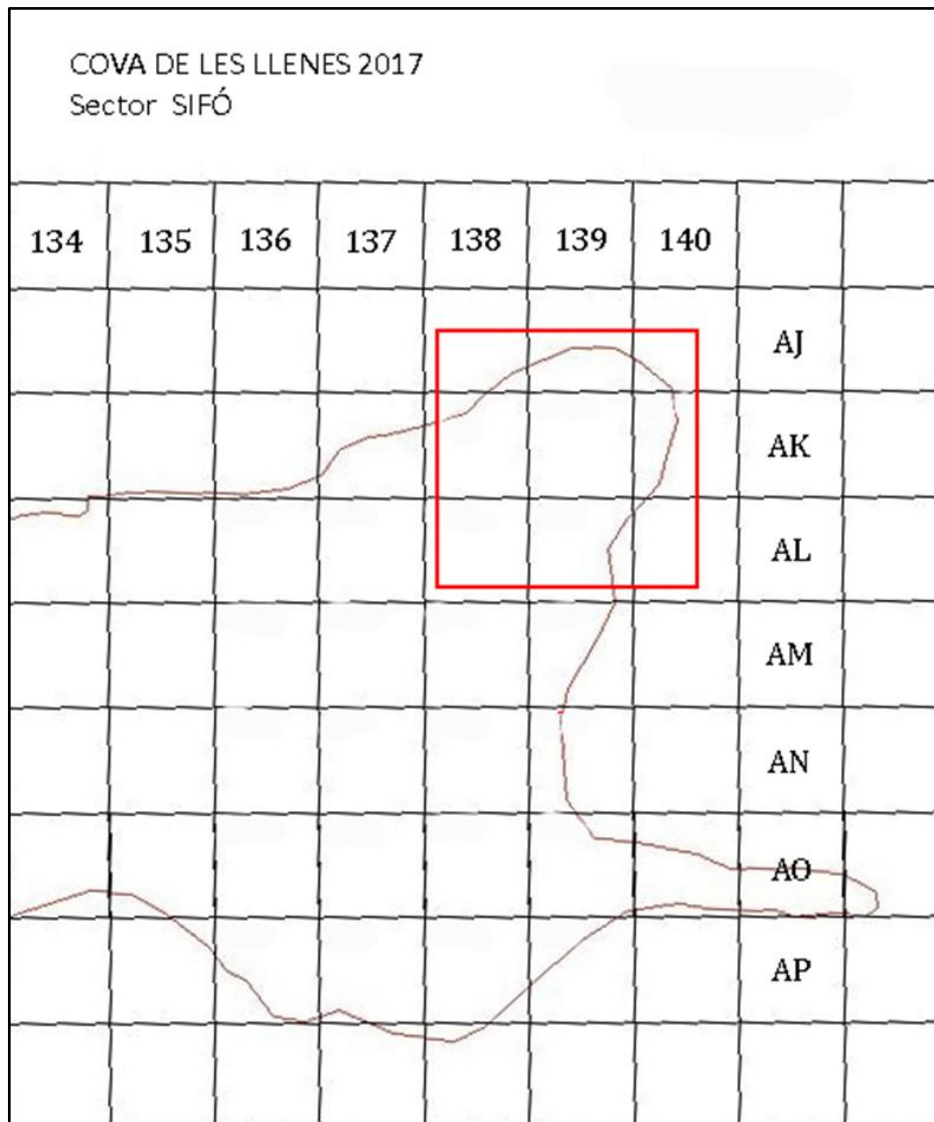 COVA DE LES LLENES 2017
Sector SIFÓ
134 135 136 137 138 139 140
AJ
AK
AL
AM
AN
AO
AP